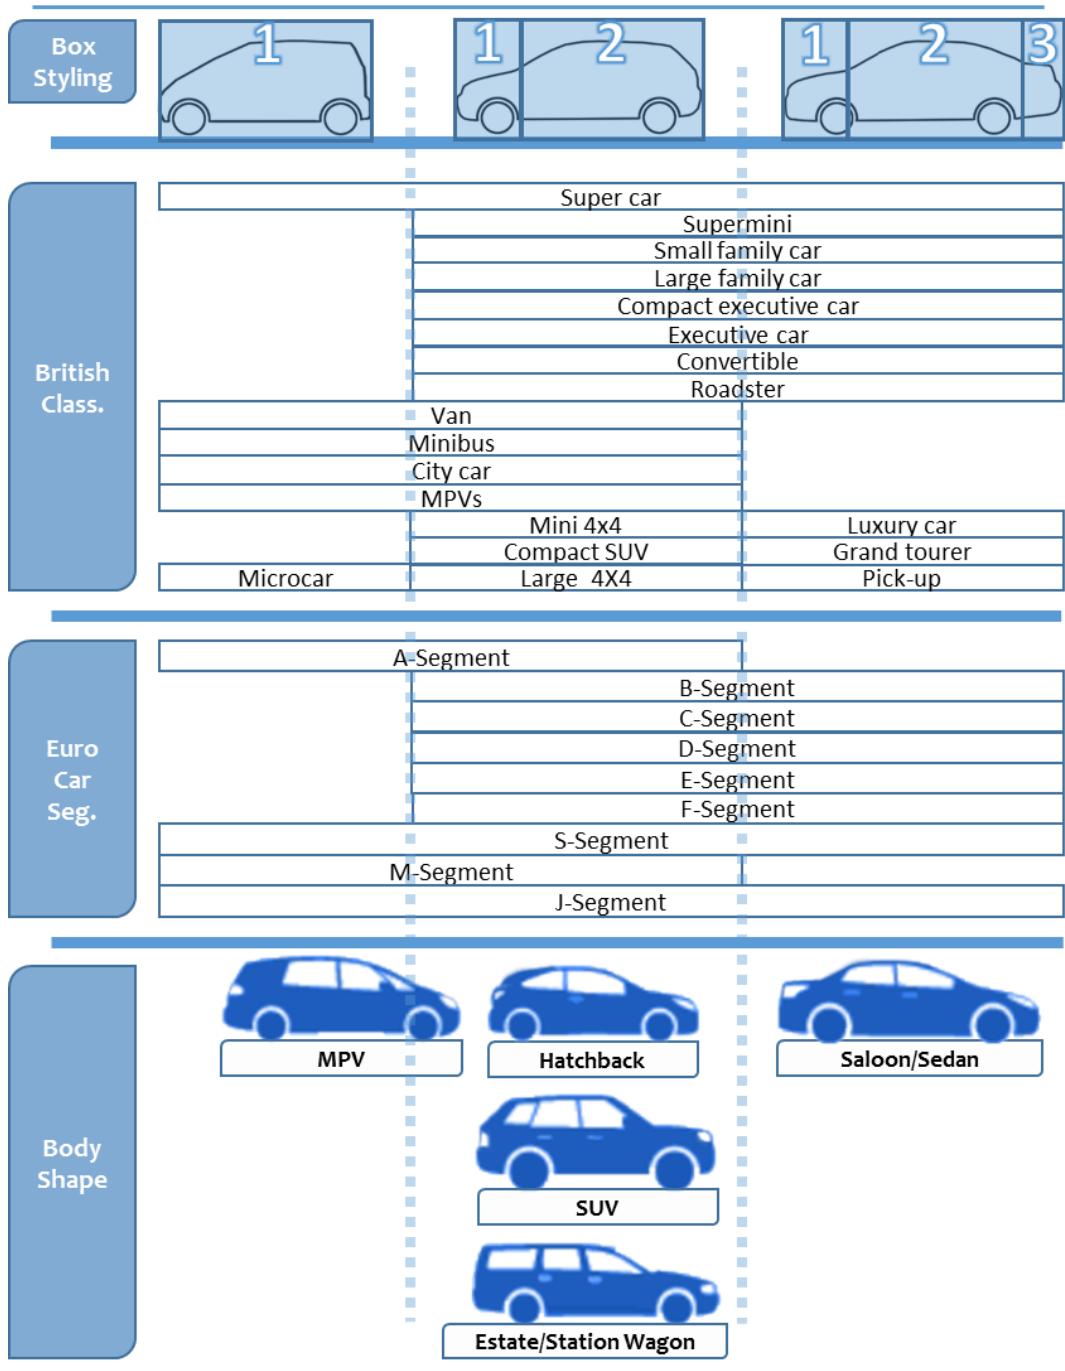 Box
Styling
1
1 2
1 2 3
British
Class.
Super car
Supermini
Small family car
Large family car
Compact executive car
Executive car
Convertible
Roadster
Van
Minibus
City car
MPVs
Mini 4x4 Luxury car
Compact SUV Grand tourer
Microcar Large 4X4 Pick-up
Euro
Car
Seg.
A-Segment
B-Segment
C-Segment
D-Segment
E-Segment
F-Segment
S-Segment
M-Segment
J-Segment
Body
Shape
MPV Hatchback Saloon/Sedan
SUV
Estate/Station Wagon